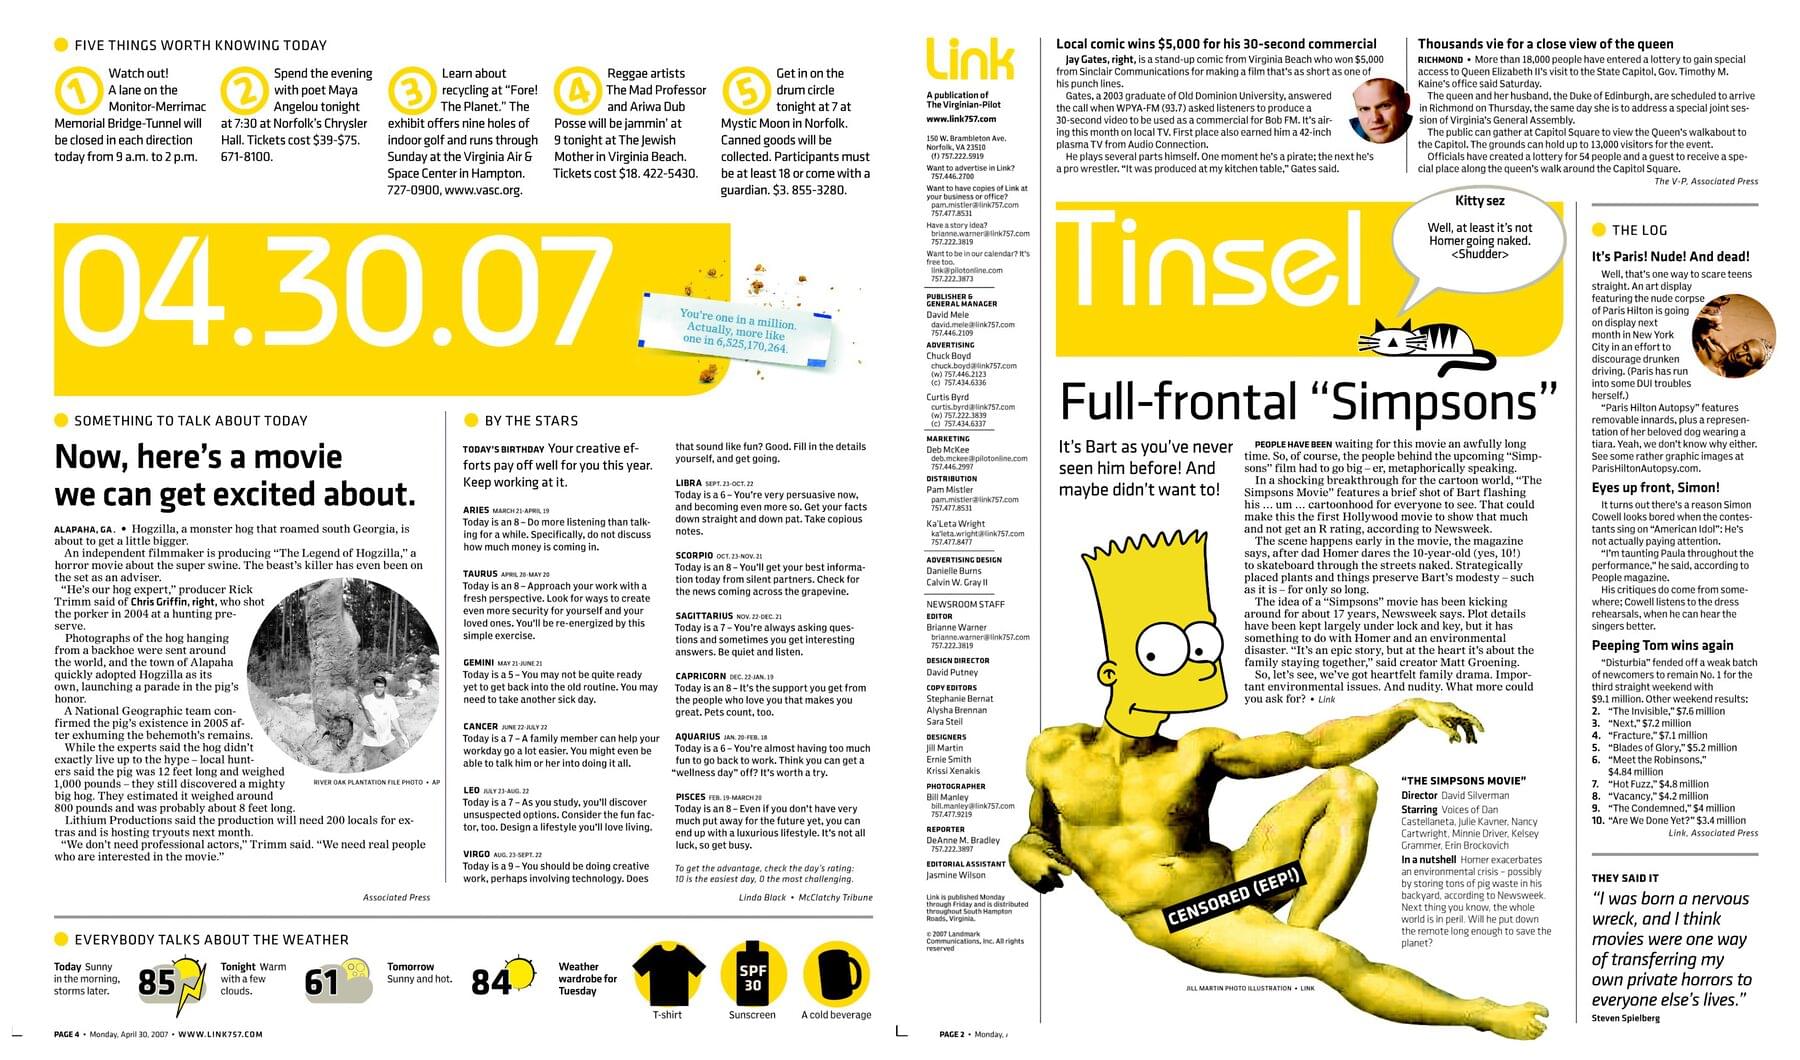 FIVE THINGS WORTH KNOWING TODAY
1
Watch out!
A lane on the
Monitor-Merrimac
Memorial Bridge-Tunnel will
be closed in each direction
today from 9 a.m. to 2 p.m.
2
Spend the evening
with poet Maya
Angelou tonight
at 7:30 at Norfolk's Chrysler
Hall. Tickets cost $39-$75.
671-8100.
3
Learn about
recycling at "Fore!
The Planet." The
exhibit offers nine holes of
indoor golf and runs through
Sunday at the Virginia Air &
Space Center in Hampton.
727-0900, www.vasc.org.
4
Reggae artists
The Mad Professor
and Ariwa Dub
Posse will be jammin' at
9 tonight at The Jewish
Mother in Virginia Beach.
Tickets cost $18. 422-5430.
5
Get in on the
drum circle
tonight at 7 at
Mystic Moon in Norfolk.
Canned goods will be
collected. Participants must
be at least 18 or come with a
guardian. $3. 855-3280.
04.30.07
You're one in a million.
Actually, more like
one in 6,525,170,264.
SOMETHING TO TALK ABOUT TODAY
Now, here's a movie
we can get excited about.
ALAPAHA, GA. • Hogzilla, a monster hog that roamed south Georgia, is
about to get a little bigger.
An independent filmmaker is producing "The Legend of Hogzilla," a
horror movie about the super swine. The beast's killer has even been on
the set as an adviser.
"He's our hog expert," producer Rick
Trimm said of Chris Griffin, right, who shot
the porker in 2004 at a hunting pre-
serve.
Photographs of the hog hanging
from a backhoe were sent around
the world, and the town of Alapaha
quickly adopted Hogzilla as its
own, launching a parade in the pig's
honor.
A National Geographic team con-
firmed the pig's existence in 2005 af-
ter exhuming the behemoth's remains.
While the experts said the hog didn't
exactly live up to the hype – local hunt-
ers said the pig was 12 feet long and weighed
1,000 pounds – they still discovered a mighty
big hog. They estimated it weighed around
800 pounds and was probably about 8 feet long.
Lithium Productions said the production will need 200 locals for ex-
tras and is hosting tryouts next month.
"We don't need professional actors," Trimm said. "We need real people
who are interested in the movie."
Associated Press
RIVER OAK PLANTATION FILE PHOTO • AP
BY THE STARS
TODAY'S BIRTHDAY Your creative ef-
forts pay off well for you this year.
Keep working at it.
ARIES MARCH 21-APRIL 19
Today is an 8 – Do more listening than talk-
ing for a while. Specifically, do not discuss
how much money is coming in.
TAURUS APRIL 20-MAY 20
Today is an 8 – Approach your work with a
fresh perspective. Look for ways to create
even more security for yourself and your
loved ones. You'll be re-energized by this
simple exercise.
GEMINI MAY 21-JUNE 21
Today is a 5 – You may not be quite ready
yet to get back into the old routine. You may
need to take another sick day.
CANCER JUNE 22-JULY 22
Today is a 7 – A family member can help your
workday go a lot easier. You might even be
able to talk him or her into doing it all.
LEO JULY 23-AUG. 22
Today is a 7 – As you study, you'll discover
unsuspected options. Consider the fun fac-
tor, too. Design a lifestyle you'll love living.
VIRGO AUG. 23-SEPT. 22
Today is a 9 – You should be doing creative
work, perhaps involving technology. Does
that sound like fun? Good. Fill in the details
yourself, and get going.
LIBRA SEPT. 23-OCT. 22
Today is a 6 – You're very persuasive now,
and becoming even more so. Get your facts
down straight and down pat. Take copious
notes.
SCORPIO OCT. 23-NOV. 21
Today is an 8 – You'll get your best informa-
tion today from silent partners. Check for
the news coming across the grapevine.
SAGITTARIUS NOV. 22-DEC. 21
Today is a 7 – You're always asking ques-
tions and sometimes you get interesting
answers. Be quiet and listen.
CAPRICORN DEC. 22-JAN. 19
Today is an 8 – It's the support you get from
the people who love you that makes you
great. Pets count, too.
AQUARIUS JAN. 20-FEB. 18
Today is a 6 – You're almost having too much
fun to go back to work. Think you can get a
"wellness day" off? It's worth a try.
PISCES FEB. 19-MARCH 20
Today is an 8 – Even if you don't have very
much put away for the future yet, you can
end up with a luxurious lifestyle. It's not all
luck, so get busy.
To get the advantage, check the day's rating:
10 is the easiest day, 0 the most challenging.
Linda Black • McClatchy Tribune
EVERYBODY TALKS ABOUT THE WEATHER
Today Sunny
in the morning,
storms later.
85
Tonight Warm
with a few
clouds.
61
Tomorrow
Sunny and hot.
84
Weather
wardrobe for
Tuesday
T-shirt
SPF
30
Sunscreen
A cold beverage
PAGE 4 • Monday, April 30, 2007 • WWW.LINK757.COM
Link
A publication of
The Virginian-Pilot
www.link757.com
150 W. Brambleton Ave.
Norfolk, VA 23510
(f) 757.222.5919
Want to advertise in Link?
757.446.2700
Want to have copies of Link at
your business or office?
pam.mistler@link757.com
757.477.8531
Have a story idea?
brianne.warner@link757.com
757.222.3819
Want to be in our calendar? It's
free too.
link@pilotonline.com
757.222.3873
PUBLISHER &
GENERAL MANAGER
David Mele
david.mele@link757.com
757.446.2109
ADVERTISING
Chuck Boyd
chuck.boyd@link757.com
(w) 757.446.2123
(c) 757.434.6336
Curtis Byrd
curtis.byrd@link757.com
(w) 757.222.3839
(c) 757.434.6337
MARKETING
Deb McKee
deb.mckee@pilotonline.com
757.446.2997
DISTRIBUTION
Pam Mistler
pam.mistler@link757.com
757.477.8531
Ka'Leta Wright
ka'leta.wright@link757.com
757.477.8477
ADVERTISING DESIGN
Danielle Burns
Calvin W. Gray II
NEWSROOM STAFF
EDITOR
Brianne Warner
brianne.warner@link757.com
757.222.3819
DESIGN DIRECTOR
David Putney
COPY EDITORS
Stephanie Bernat
Alysha Brennan
Sara Steil
DESIGNERS
Jill Martin
Ernie Smith
Krissi Xenakis
PHOTOGRAPHER
Bill Manley
bill.manley@link757.com
757.477.9219
REPORTER
DeAnne M. Bradley
757.222.3897
EDITORIAL ASSISTANT
Jasmine Wilson
Link is published Monday
through Friday and is distributed
throughout South Hampton
Roads, Virginia.
© 2007 Landmark
Communications, Inc. All rights
reserved
PAGE 2 • Monday,
Local comic wins $5,000 for his 30-second commercial
Jay Gates, right, is a stand-up comic from Virginia Beach who won $5,000
from Sinclair Communications for making a film that's as short as one of
his punch lines.
Gates, a 2003 graduate of Old Dominion University, answered
the call when WPYA-FM (93.7) asked listeners to produce a
30-second video to be used as a commercial for Bob FM. It's air-
ing this month on local TV. First place also earned him a 42-inch
plasma TV from Audio Connection.
He plays several parts himself. One moment he's a pirate; the next he's
a pro wrestler. "It was produced at my kitchen table," Gates said.
Thousands vie for a close view of the queen
RICHMOND • More than 18,000 people have entered a lottery to gain special
access to Queen Elizabeth II's visit to the State Capitol, Gov. Timothy M.
Kaine's office said Saturday.
The queen and her husband, the Duke of Edinburgh, are scheduled to arrive
in Richmond on Thursday, the same day she is to address a special joint ses-
sion of Virginia's General Assembly.
The public can gather at Capitol Square to view the Queen's walkabout to
the Capitol. The grounds can hold up to 13,000 visitors for the event.
Officials have created a lottery for 54 people and a guest to receive a spe-
cial place along the queen's walk around the Capitol Square.
The V-P, Associated Press
Tinsel
Kitty sez
Well, at least it's not
Homer going naked.
<Shudder>
Full-frontal "Simpsons"
It's Bart as you've never
seen him before! And
maybe didn't want to!
PEOPLE HAVE BEEN waiting for this movie an awfully long
time. So, of course, the people behind the upcoming "Simp-
sons" film had to go big – er, metaphorically speaking.
In a shocking breakthrough for the cartoon world, "The
Simpsons Movie" features a brief shot of Bart flashing
his ... um ... cartoonhood for everyone to see. That could
make this the first Hollywood movie to show that much
and not get an R rating, according to Newsweek.
The scene happens early in the movie, the magazine
says, after dad Homer dares the 10-year-old (yes, 10!)
to skateboard through the streets naked. Strategically
placed plants and things preserve Bart's modesty – such
as it is – for only so long.
The idea of a "Simpsons" movie has been kicking
around for about 17 years, Newsweek says. Plot details
have been kept largely under lock and key, but it has
something to do with Homer and an environmental
disaster. "It's an epic story, but at the heart it's about the
family staying together," said creator Matt Groening.
So, let's see, we've got heartfelt family drama. Impor-
tant environmental issues. And nudity. What more could
you ask for? • Link
CENSORED (EEP!)
JILL MARTIN PHOTO ILLUSTRATION • LINK
"THE SIMPSONS MOVIE"
Director David Silverman
Starring Voices of Dan
Castellaneta, Julie Kavner, Nancy
Cartwright, Minnie Driver, Kelsey
Grammer, Erin Brockovich
In a nutshell Homer exacerbates
an environmental crisis – possibly
by storing tons of pig waste in his
backyard, according to Newsweek.
Next thing you know, the whole
world is in peril. Will he put down
the remote long enough to save the
planet?
THE LOG
It's Paris! Nude! And dead!
Well, that's one way to scare teens
straight. An art display
featuring the nude corpse
of Paris Hilton is going
on display next
month in New York
City in an effort to
discourage drunken
driving. (Paris has run
into some DUI troubles
herself.)
"Paris Hilton Autopsy" features
removable innards, plus a represen-
tation of her beloved dog wearing a
tiara. Yeah, we don't know why either.
See some rather graphic images at
ParisHiltonAutopsy.com.
Eyes up front, Simon!
It turns out there's a reason Simon
Cowell looks bored when the contes-
tants sing on "American Idol": He's
not actually paying attention.
"I'm taunting Paula throughout the
performance," he said, according to
People magazine.
His critiques do come from some-
where; Cowell listens to the dress
rehearsals, when he can hear the
singers better.
Peeping Tom wins again
"Disturbia" fended off a weak batch
of newcomers to remain No. 1 for the
third straight weekend with
$9.1 million. Other weekend results:
2. "The Invisible," $7.6 million
3. "Next," $7.2 million
4. "Fracture," $7.1 million
5. "Blades of Glory," $5.2 million
6. "Meet the Robinsons,"
$4.84 million
7. "Hot Fuzz," $4.8 million
8. "Vacancy," $4.2 million
9. "The Condemned," $4 million
10. "Are We Done Yet?" $3.4 million
Link, Associated Press
THEY SAID IT
"I was born a nervous
wreck, and I think
movies were one way
of transferring my
own private horrors to
everyone else's lives."
Steven Spielberg